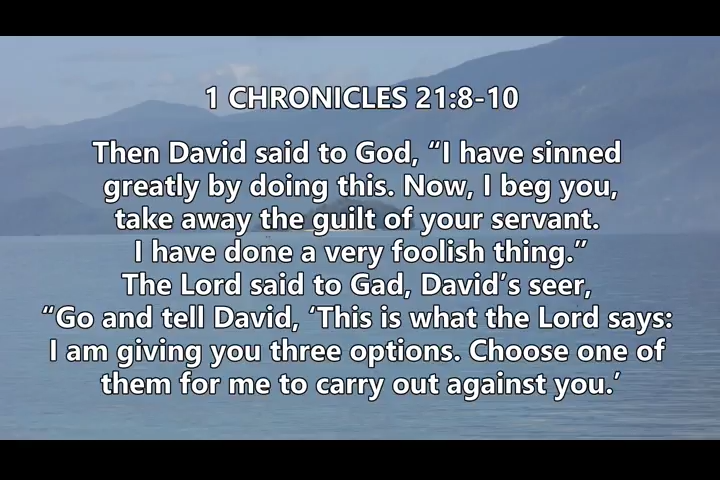 1 CHRONICLES 21:8-10
Then David said to God, “I have sinned
greatly by doing this. Now, I beg you,
take away the guilt of your servant.
I have done a very foolish thing.”
The Lord said to Gad, David’s seer,
“Go and tell David, ‘This is what the Lord says:
I am giving you three options. Choose one of
them for me to carry out against you.’